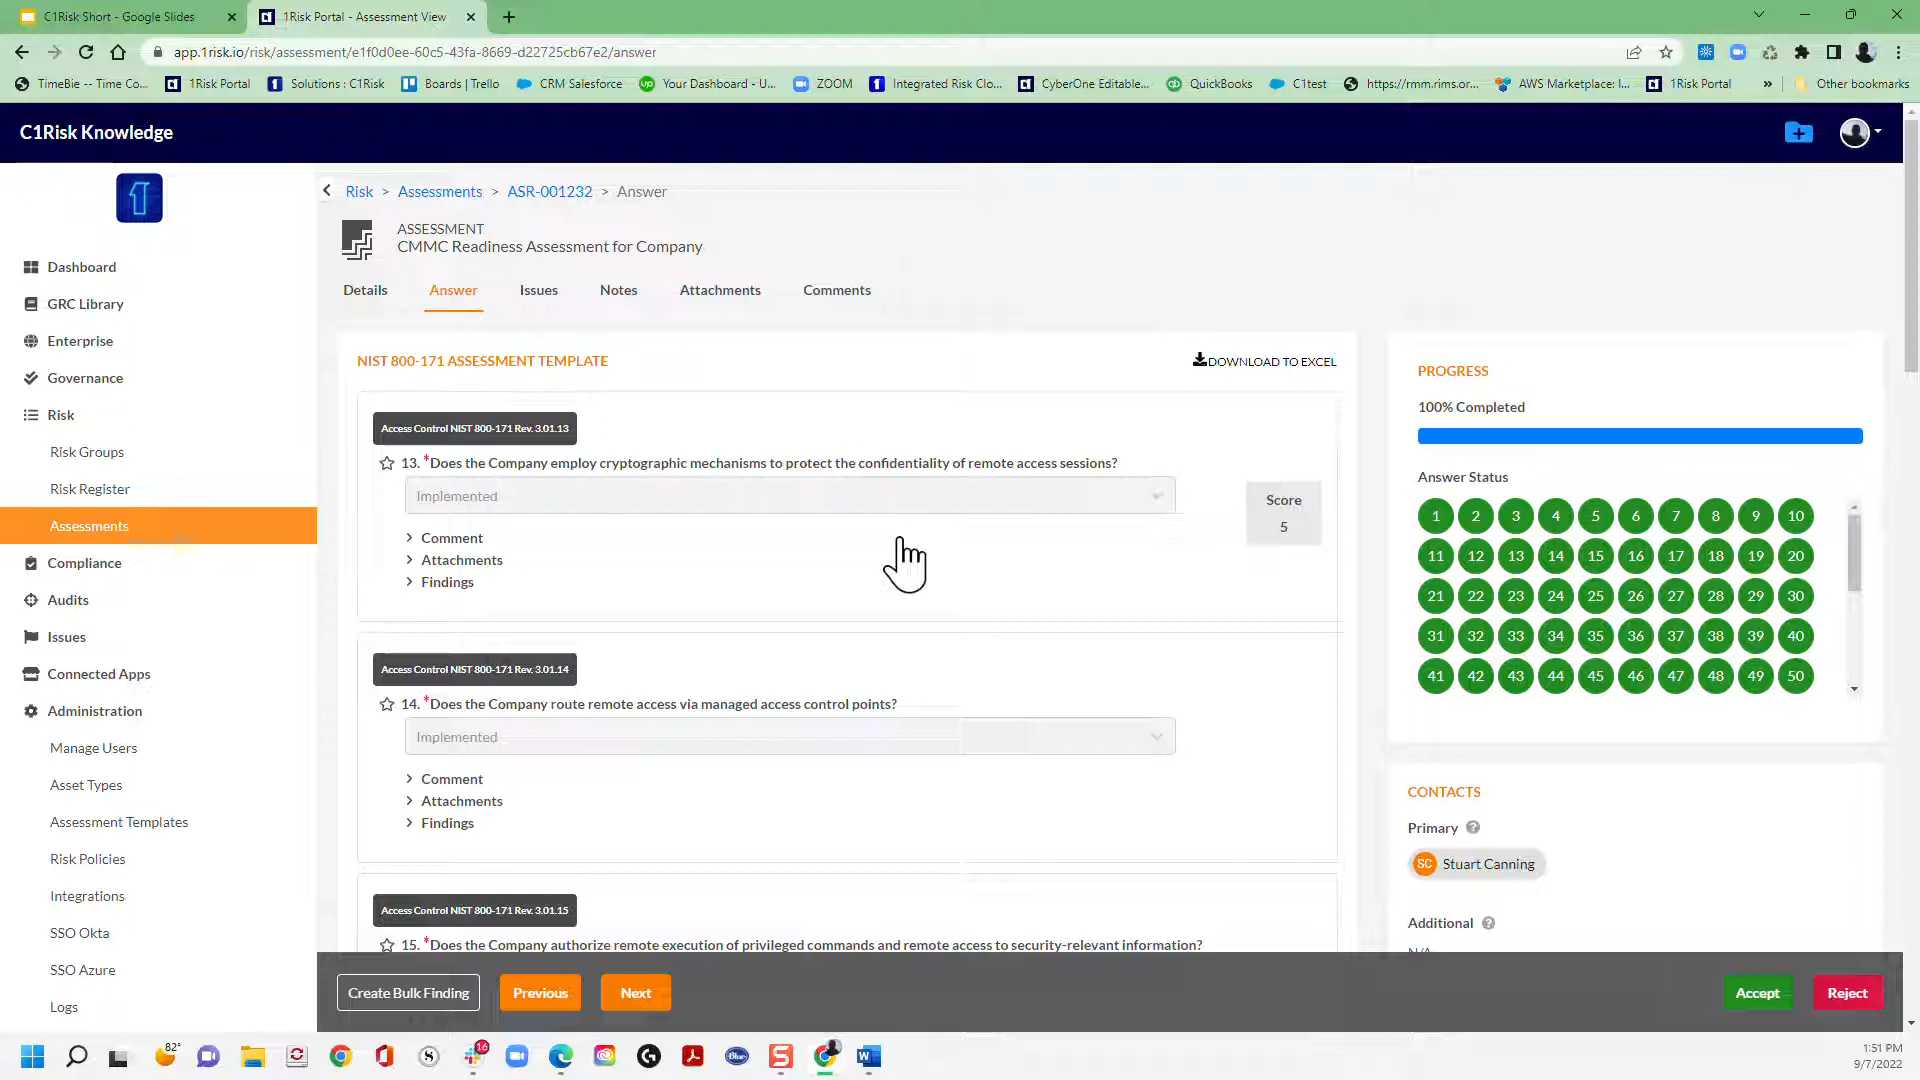 C1Risk Short - Google Slides
1Risk Portal - Assessment View
app.1risk.io/risk/assessment/e1f0d0ee-60c5-43fa-8669-d22725cb67e2/answer
TimeBie -- Time Co...
1Risk Portal
Solutions : C1Risk
Boards | Trello
CRM Salesforce
Your Dashboard - U...
ZOOM
Integrated Risk Clo...
CyberOne Editable...
QuickBooks
C1test
https://rmm.rims.or...
AWS Marketplace: I...
1Risk Portal
»
Other bookmarks
C1Risk Knowledge
Risk > Assessments > ASR-001232 > Answer
ASSESSMENT
CMMC Readiness Assessment for Company
Details
Answer
Issues
Notes
Attachments
Comments
Dashboard
GRC Library
Enterprise
Governance
Risk
Risk Groups
Risk Register
Assessments
Compliance
Audits
Issues
Connected Apps
Administration
Manage Users
Asset Types
Assessment Templates
Risk Policies
Integrations
SSO Okta
SSO Azure
Logs
NIST 800-171 ASSESSMENT TEMPLATE
DOWNLOAD TO EXCEL
Access Control NIST 800-171 Rev. 3.01.13
13. *Does the Company employ cryptographic mechanisms to protect the confidentiality of remote access sessions?
Implemented
Score
5
Comment
Attachments
Findings
Access Control NIST 800-171 Rev. 3.01.14
14. *Does the Company route remote access via managed access control points?
Implemented
Comment
Attachments
Findings
Access Control NIST 800-171 Rev. 3.01.15
15. *Does the Company authorize remote execution of privileged commands and remote access to security-relevant information?
PROGRESS
100% Completed
Answer Status
1 2 3 4 5 6 7 8 9 10
11 12 13 14 15 16 17 18 19 20
21 22 23 24 25 26 27 28 29 30
31 32 33 34 35 36 37 38 39 40
41 42 43 44 45 46 47 48 49 50
CONTACTS
Primary
SC Stuart Canning
Additional
N/A
Create Bulk Finding
Previous
Next
Accept
Reject
82°
16
1:51 PM
9/7/2022